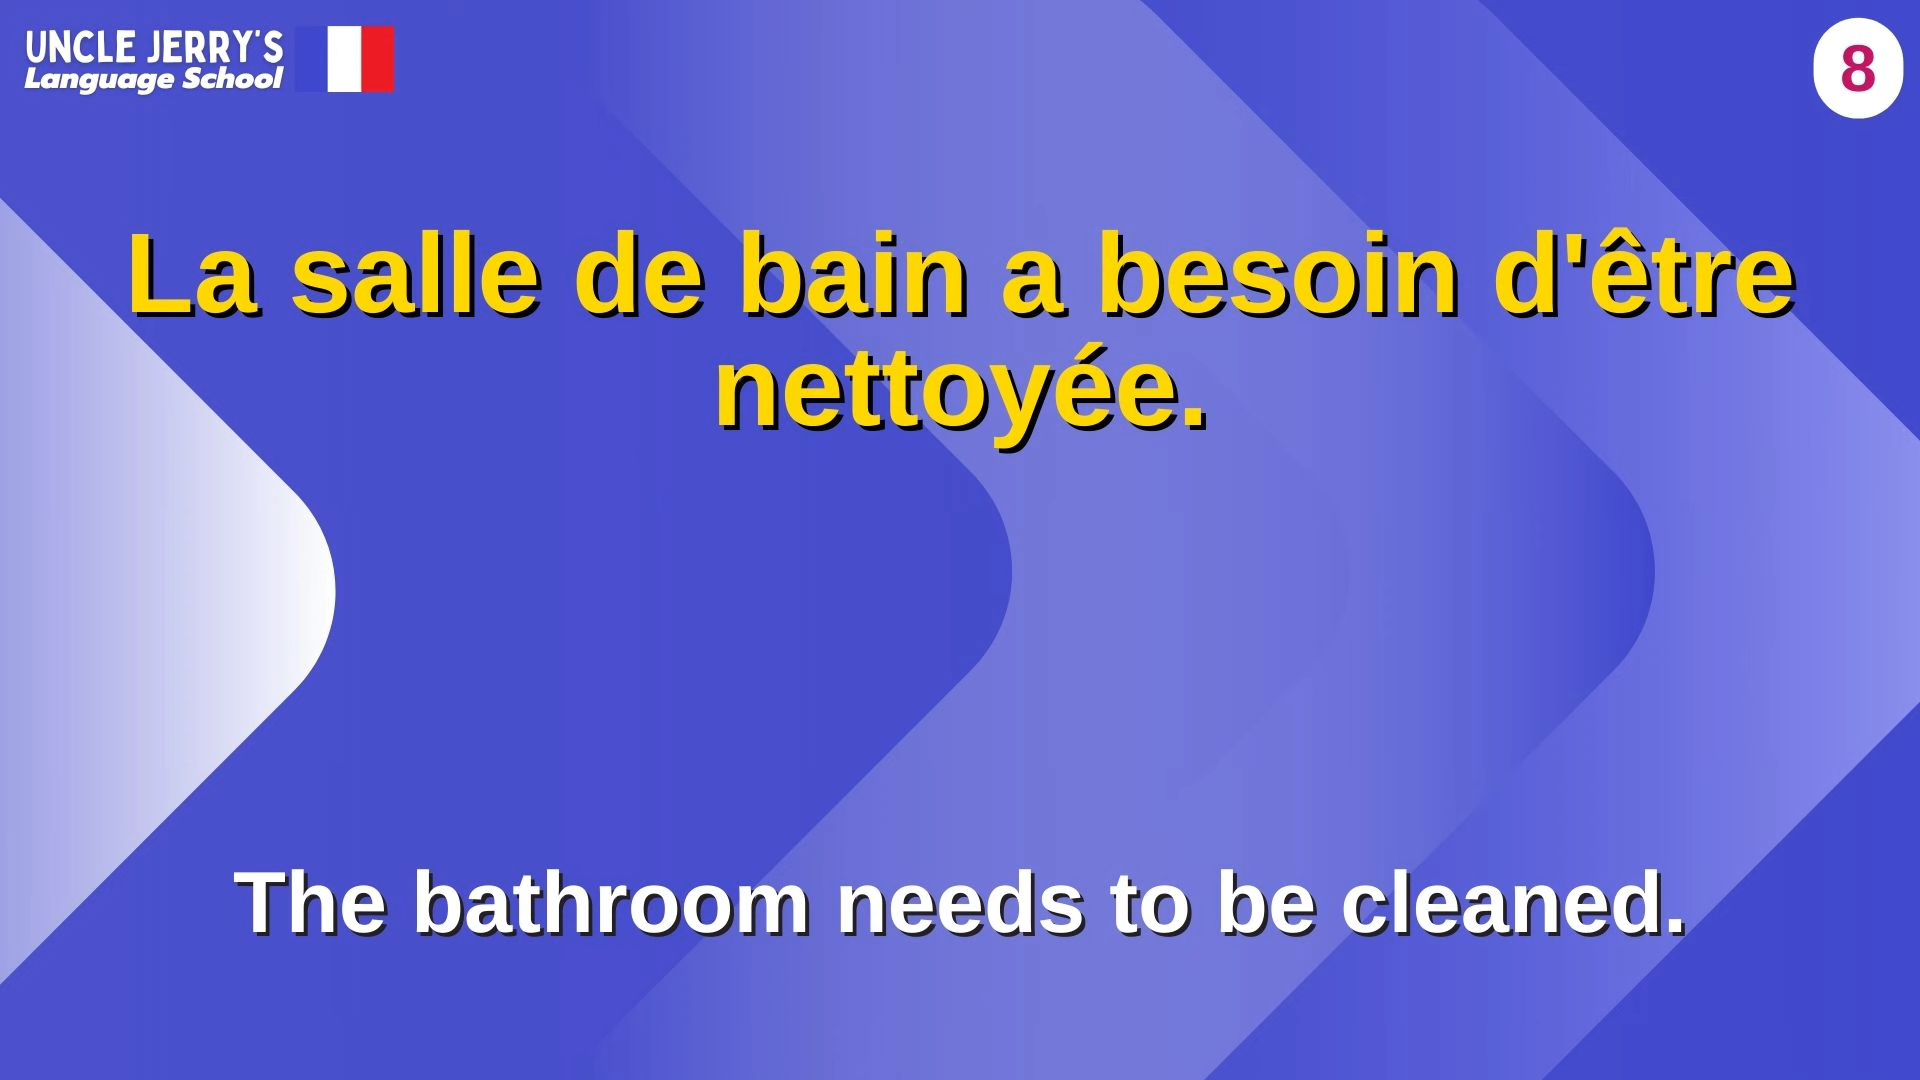 UNCLE JERRY'S
Language School
8
La salle de bain a besoin d'être
nettoyée.
The bathroom needs to be cleaned.